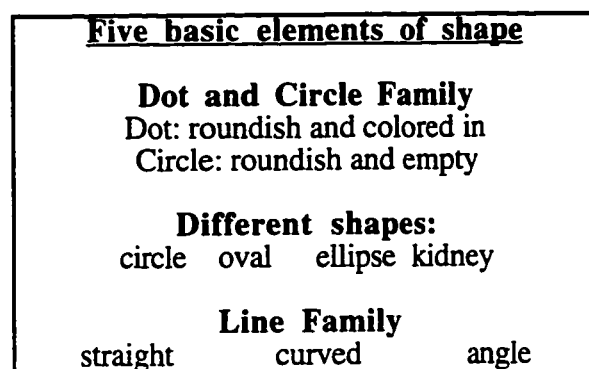 Five basic elements of shape
Dot and Circle Family
Dot: roundish and colored in
Circle: roundish and empty
Different shapes:
circle oval ellipse kidney
Line Family
straight curved angle